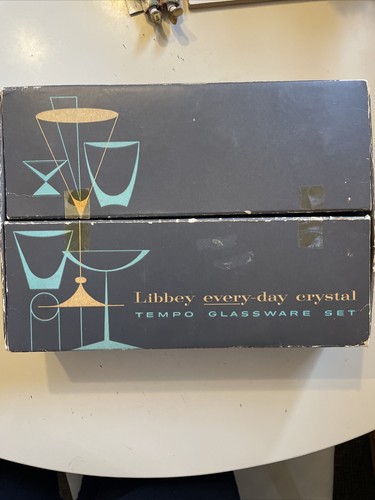 Libbey every-day crystal
TEMPO GLASSWARE SET